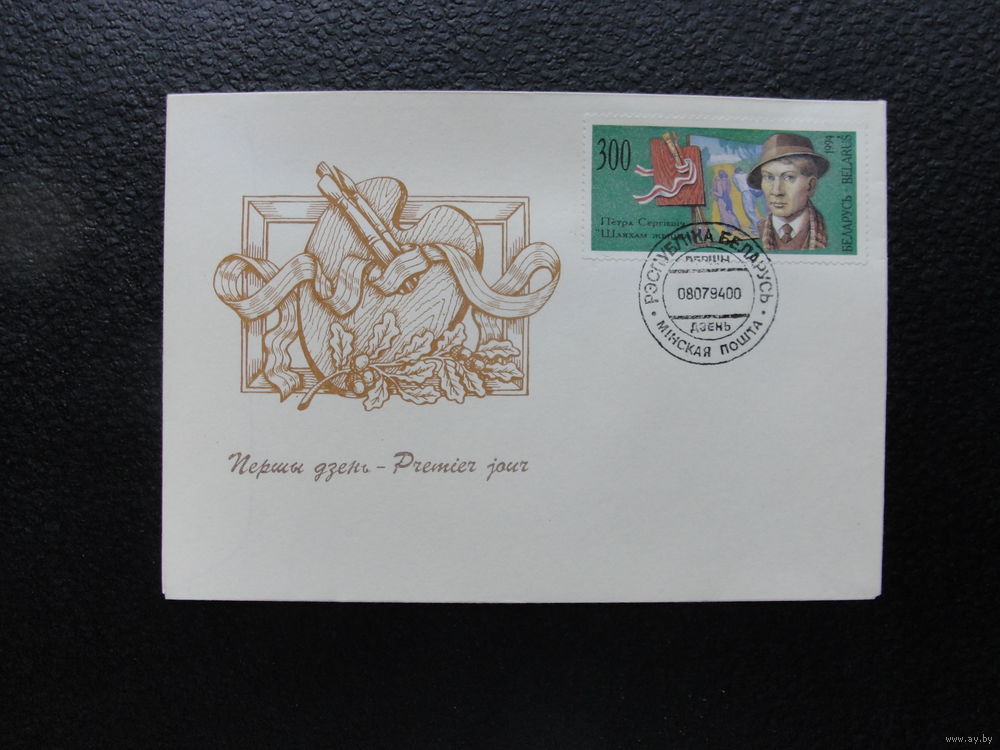 300
1994
БЕЛАРУСЬ · BELARUS
Пётра Сергіевіч
"Шляхам
РЭСПУБЛІКА БЕЛАРУСЬ
ПЕРШЫ
08079400
ДЗЕНЬ
• МІНСКАЯ ПОШТА •
Першы дзень – Premier jour
www.ay.by